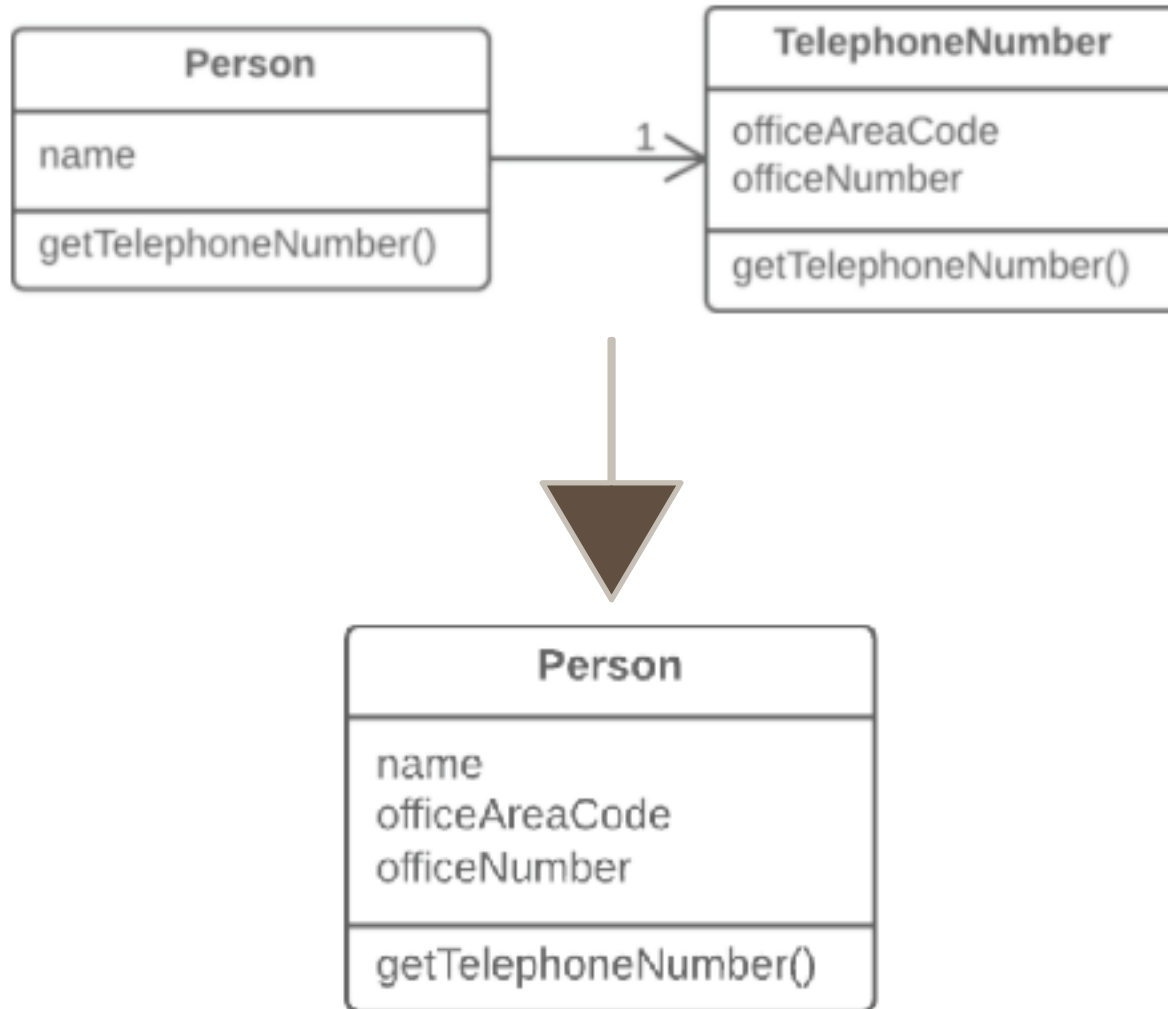 Person
name
getTelephoneNumber()
1
TelephoneNumber
officeAreaCode
officeNumber
getTelephoneNumber()
Person
name
officeAreaCode
officeNumber
getTelephoneNumber()